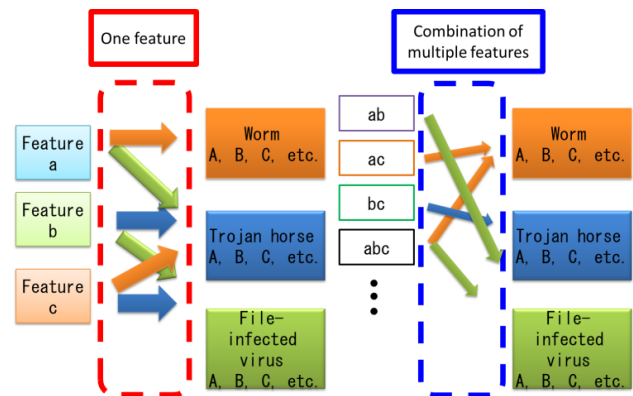 One feature
Combination of
multiple features
Feature
a
Feature
b
Feature
c
Worm
A, B, C, etc.
Trojan horse
A, B, C, etc.
File-
infected
virus
A, B, C, etc.
ab
ac
bc
abc
Worm
A, B, C, etc.
Trojan horse
A, B, C, etc.
File-
infected
virus
A, B, C, etc.